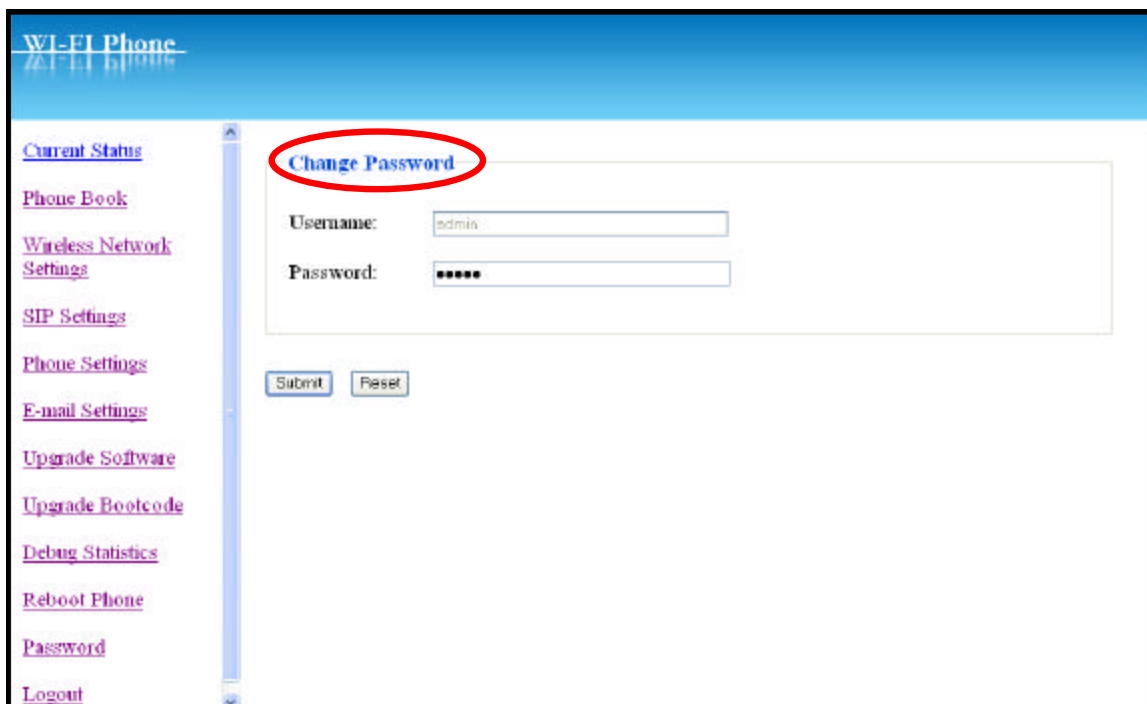 WI-FI Phone
Current Status
Phone Book
Wireless Network
Settings
SIP Settings
Phone Settings
E-mail Settings
Upgrade Software
Upgrade Bootcode
Debug Statistics
Reboot Phone
Password
Logout
Change Password
Username: admin
Password: •••••
Submit Reset